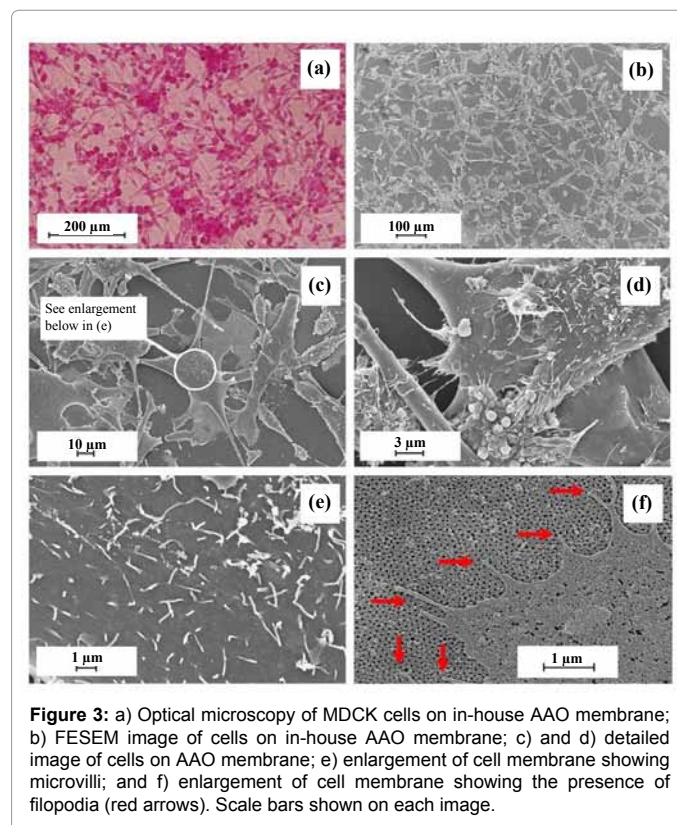 (a)
(b)
200 µm
100 µm
(c)
(d)
See enlargement
below in (e)
10 µm
3 µm
(e)
(f)
1 µm
1 µm
Figure 3: a) Optical microscopy of MDCK cells on in-house AAO membrane;
b) FESEM image of cells on in-house AAO membrane; c) and d) detailed
image of cells on AAO membrane; e) enlargement of cell membrane showing
microvilli; and f) enlargement of cell membrane showing the presence of
filopodia (red arrows). Scale bars shown on each image.